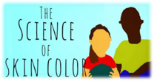 THE
SCIENCE
OF
SKIN COLOR